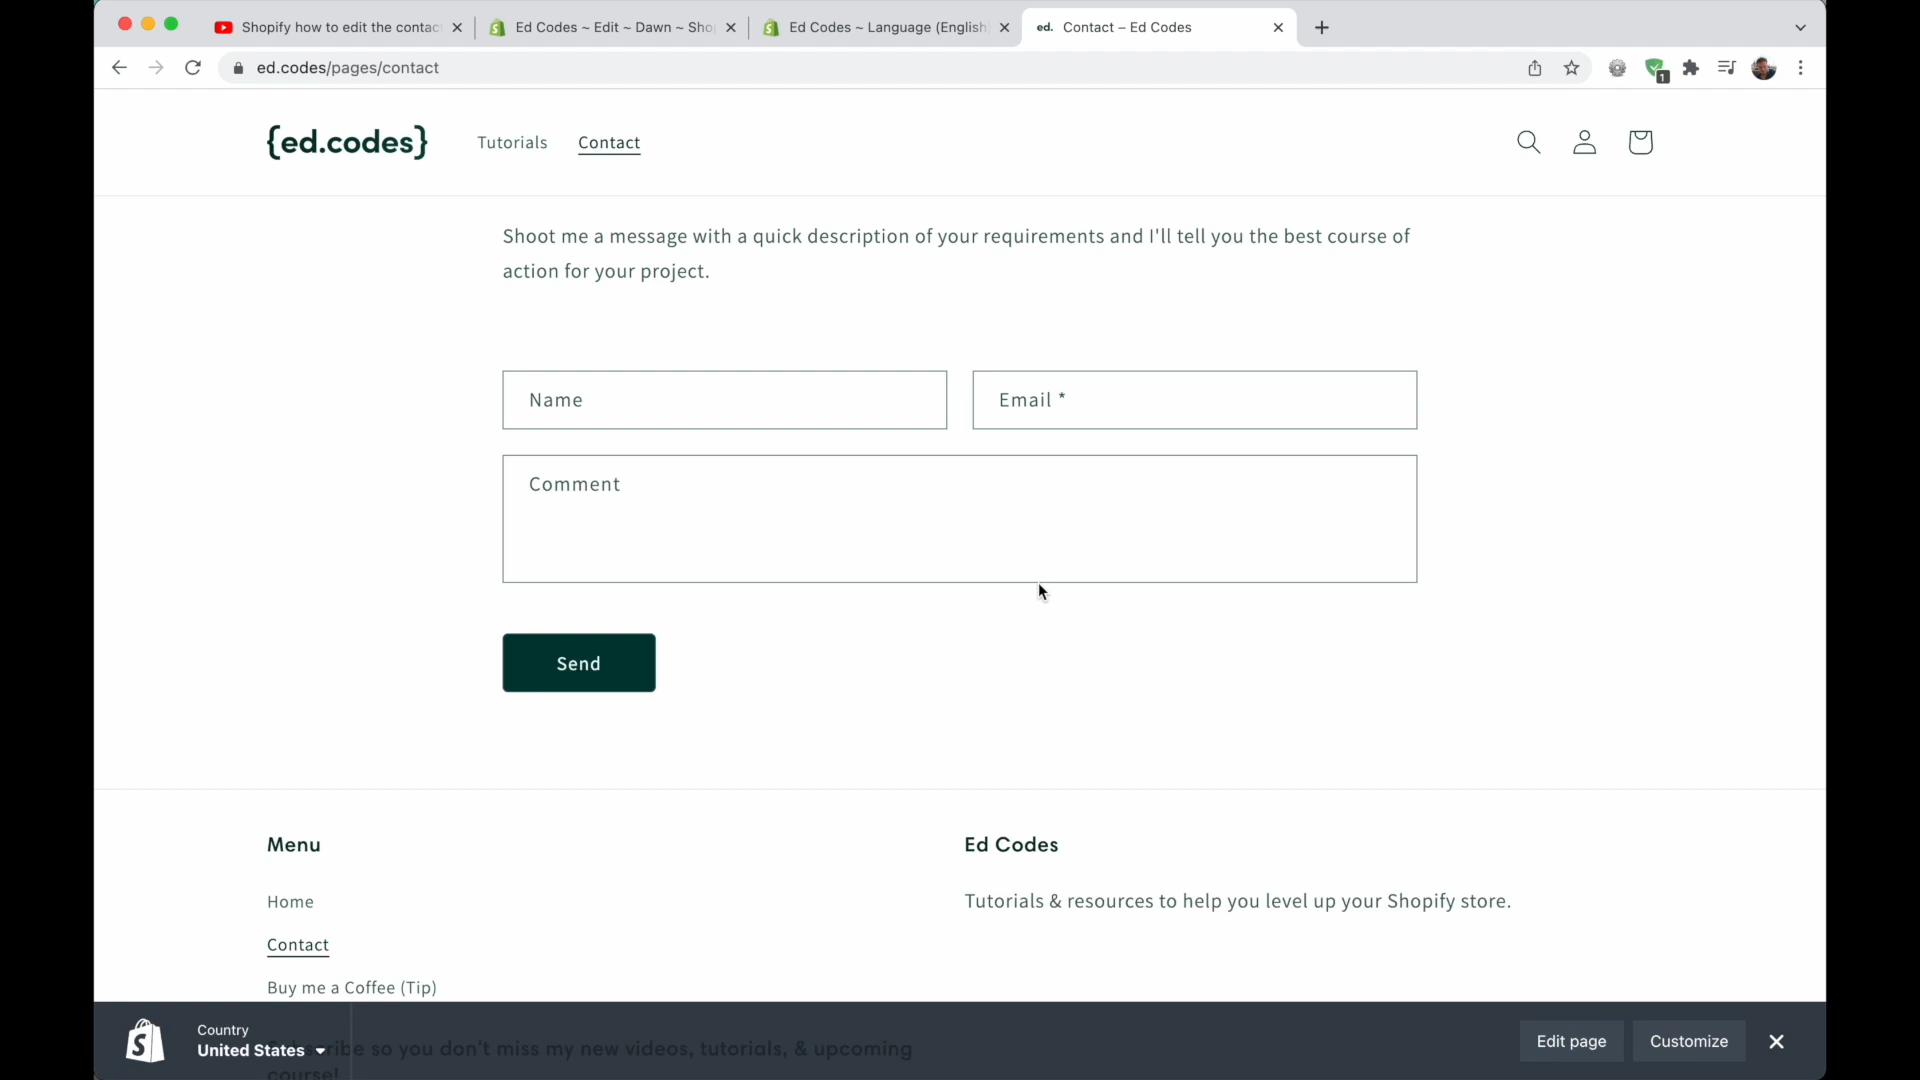 Shopify how to edit the contac
Ed Codes ~ Edit ~ Dawn ~ Sho
Ed Codes ~ Language (English
ed. Contact – Ed Codes
ed.codes/pages/contact
1
{ed.codes}
Tutorials
Contact
Shoot me a message with a quick description of your requirements and I'll tell you the best course of
action for your project.
Name
Email *
Comment
Send
Menu
Ed Codes
Home
Tutorials & resources to help you level up your Shopify store.
Contact
Buy me a Coffee (Tip)
Country
United States
ibe so you don't miss my new videos, tutorials, & upcoming
course!
Edit page
Customize